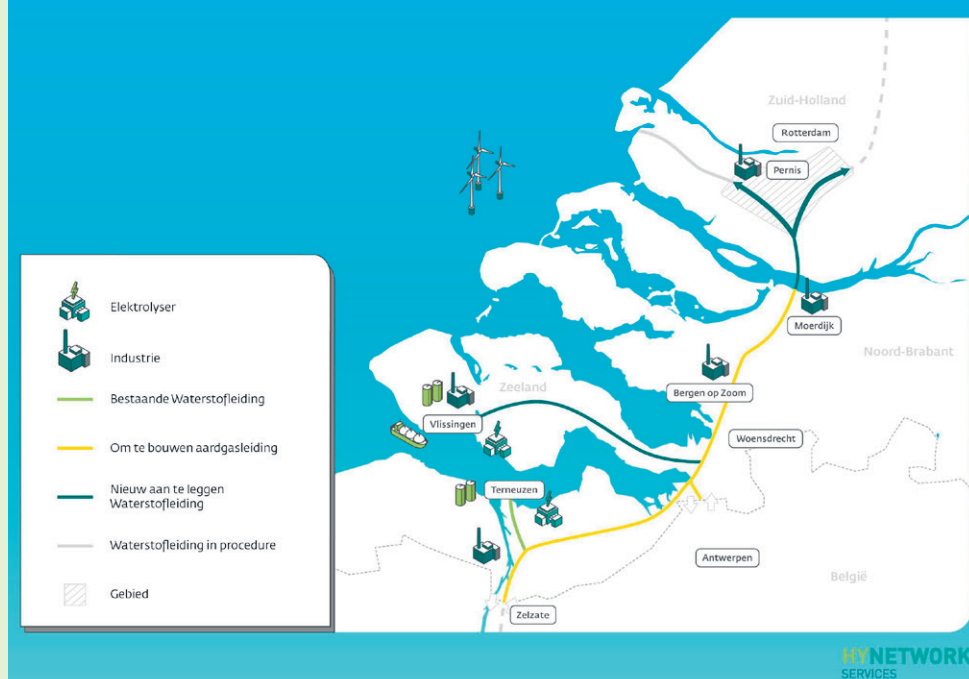 Zuid-Holland
Rotterdam
Pernis
Moerdijk
Noord-Brabant
Bergen op Zoom
Zeeland
Vlissingen
Woensdrecht
Terneuzen
Antwerpen
België
Zelzate
Elektrolyser
Industrie
Bestaande Waterstofleiding
Om te bouwen aardgasleiding
Nieuw aan te leggen
Waterstofleiding
Waterstofleiding in procedure
Gebied
HYNETWORK
SERVICES